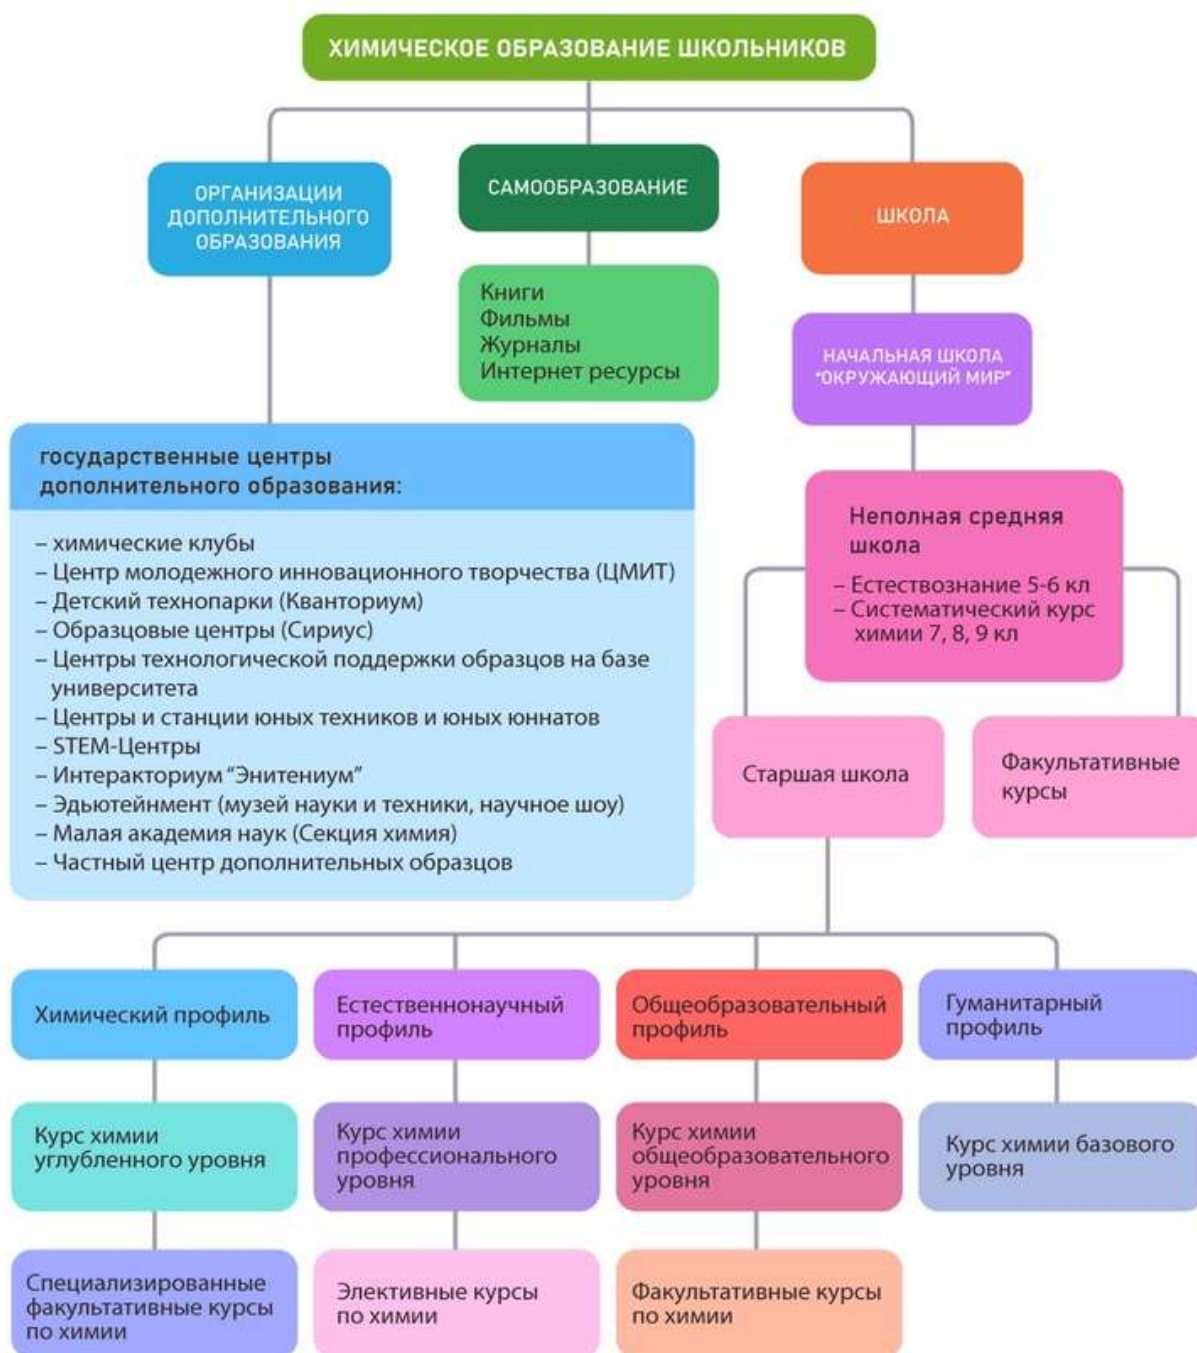 ХИМИЧЕСКОЕ ОБРАЗОВАНИЕ ШКОЛЬНИКОВ
ОРГАНИЗАЦИИ
ДОПОЛНИТЕЛЬНОГО
ОБРАЗОВАНИЯ
САМООБРАЗОВАНИЕ
ШКОЛА
Книги
Фильмы
Журналы
Интернет ресурсы
НАЧАЛЬНАЯ ШКОЛА
"ОКРУЖАЮЩИЙ МИР"
государственные центры
дополнительного образования:
– химические клубы
– Центр молодежного инновационного творчества (ЦМИТ)
– Детский технопарки (Кванториум)
– Образцовые центры (Сириус)
– Центры технологической поддержки образцов на базе
университета
– Центры и станции юных техников и юных юннатов
– STEM-Центры
– Интеракториум "Энитениум"
– Эдьютейнмент (музей науки и техники, научное шоу)
– Малая академия наук (Секция химия)
– Частный центр дополнительных образцов
Неполная средняя
школа
– Естествознание 5-6 кл
– Систематический курс
химии 7, 8, 9 кл
Старшая школа
Факультативные
курсы
Химический профиль
Естественнонаучный
профиль
Общеобразовательный
профиль
Гуманитарный
профиль
Курс химии
углубленного уровня
Курс химии
профессионального
уровня
Курс химии
общеобразовательного
уровня
Курс химии базового
уровня
Специализированные
факультативные курсы
по химии
Элективные курсы
по химии
Факультативные курсы
по химии